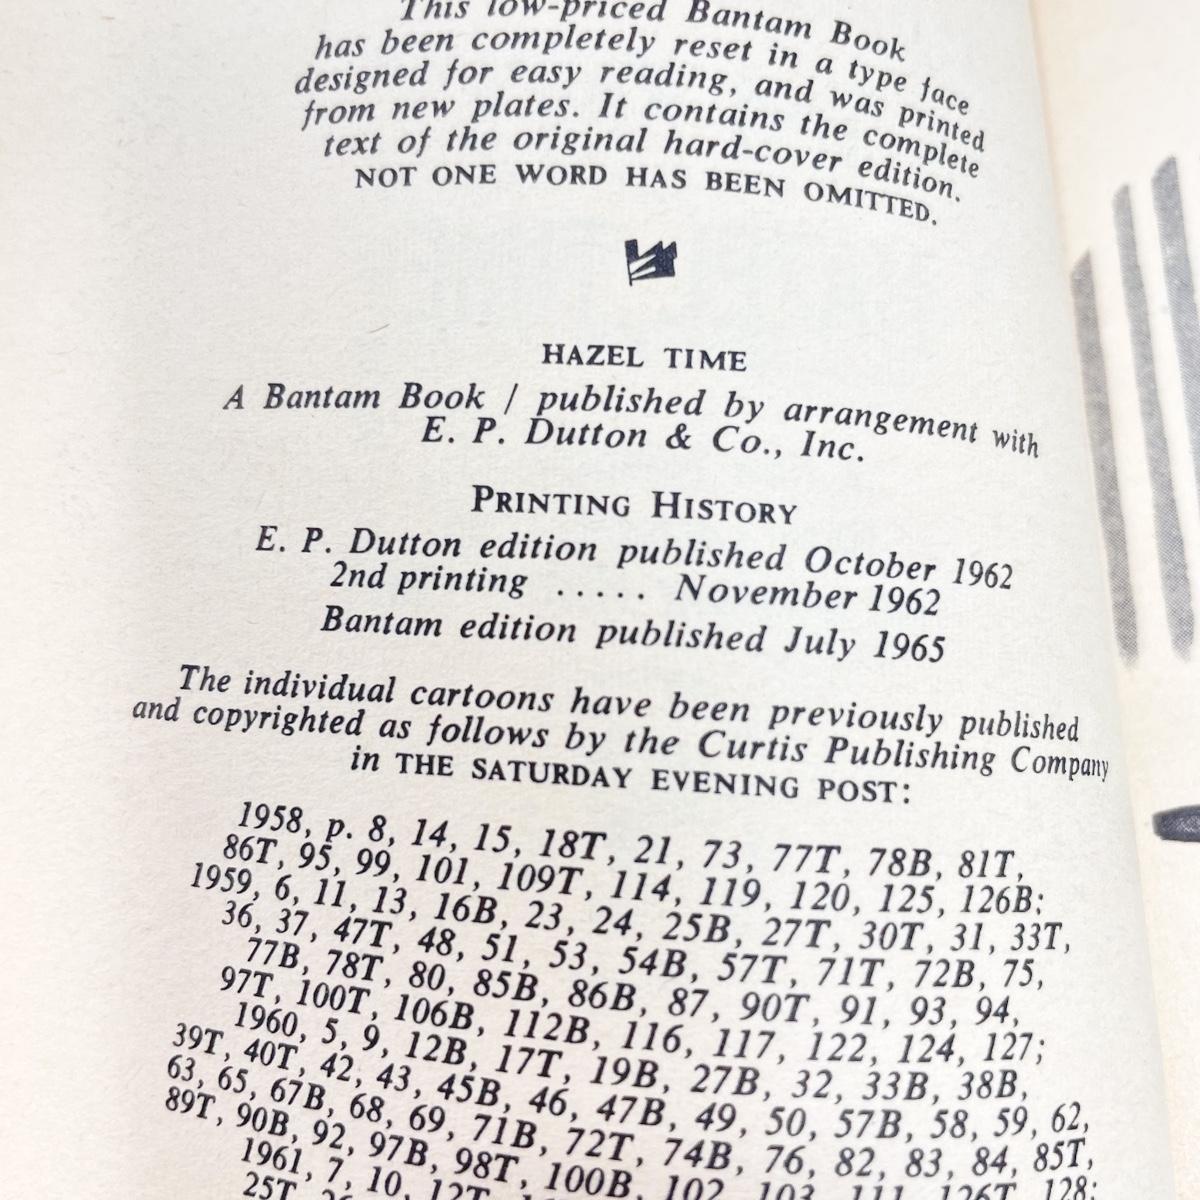 This low-priced Bantam Book
has been completely reset in a type face
designed for easy reading, and was printed
from new plates. It contains the complete
text of the original hard-cover edition.
NOT ONE WORD HAS BEEN OMITTED.
HAZEL TIME
A Bantam Book / published by arrangement with
E. P. Dutton & Co., Inc.
PRINTING HISTORY
E. P. Dutton edition published October 1962
2nd printing ..... November 1962
Bantam edition published July 1965
The individual cartoons have been previously published
and copyrighted as follows by the Curtis Publishing Company
in THE SATURDAY EVENING POST:
1958, p. 8, 14, 15, 18T, 21, 73, 77T, 78B, 81T,
86T, 95, 99, 101, 109T, 114, 119, 120, 125, 126B;
1959, 6, 11, 13, 16B, 23, 24, 25B, 27T, 30T, 31, 33T,
36, 37, 47T, 48, 51, 53, 54B, 57T, 71T, 72B, 75,
77B, 78T, 80, 85B, 86B, 87, 90T, 91, 93, 94,
97T, 100T, 106B, 112B, 116, 117, 122, 124, 127;
1960, 5, 9, 12B, 17T, 19B, 27B, 32, 33B, 38B,
39T, 40T, 42, 43, 45B, 46, 47B, 49, 50, 57B, 58, 59, 62,
63, 65, 67B, 68, 69, 71B, 72T, 74B, 76, 82, 83, 84, 85T,
89T, 90B, 92, 97B, 98T, 100B, 102, 103, 111, 126T, 128;
1961, 7, 10, 12T,
25T,